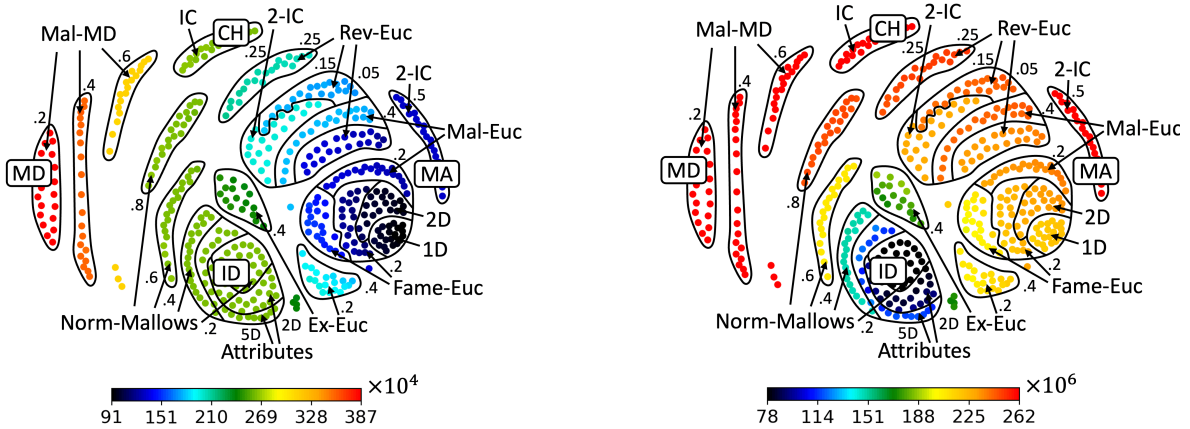 IC
CH
2-IC
Mal-MD
.6
.25
.25
Rev-Euc
.15
.05
2-IC
.4
.5
.4
.2
Mal-Euc
.2
MD
MA
.8
2D
.4
1D
ID
.2
Fame-Euc
.6
.4
.4
.2
Norm-Mallows
.2
5D
2D
Ex-Euc
Attributes
×10⁴
91 151 210 269 328 387
IC
CH
2-IC
Mal-MD
.6
.25
.25
Rev-Euc
.15
.05
2-IC
.4
.5
.4
.2
Mal-Euc
.2
MD
MA
.8
2D
.4
1D
ID
.2
Fame-Euc
.6
.4
.4
.2
Norm-Mallows
.2
5D
2D
Ex-Euc
Attributes
×10⁶
78 114 151 188 225 262